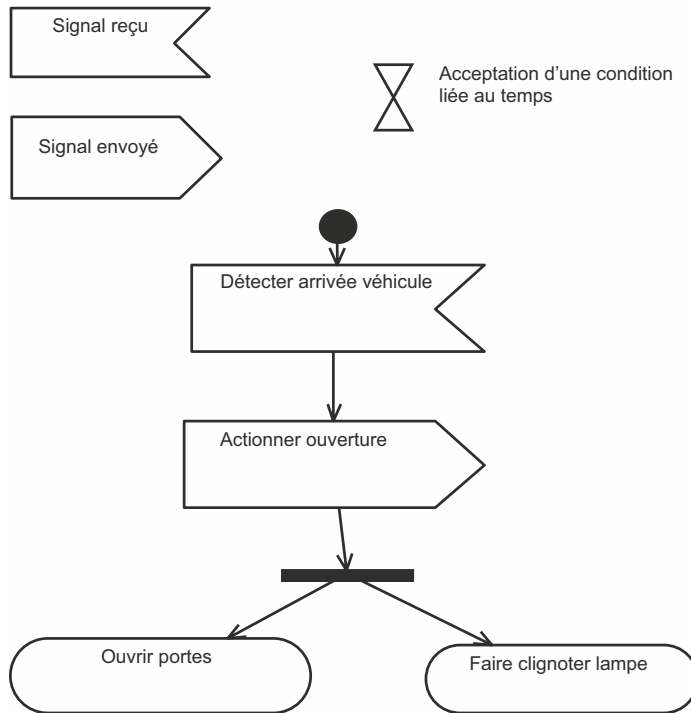 Signal reçu
Acceptation d'une condition
liée au temps
Signal envoyé
Détecter arrivée véhicule
Actionner ouverture
Ouvrir portes
Faire clignoter lampe